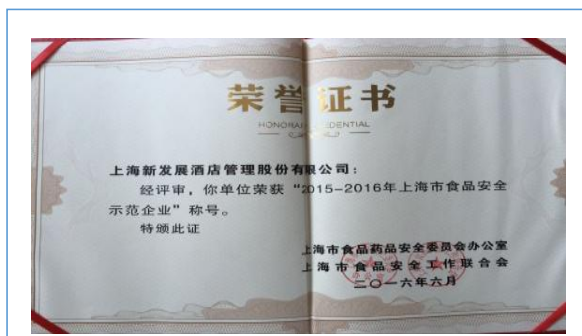 荣誉证书
HONORARY CREDENTIAL
上海新发展酒店管理股份有限公司：
经评审，你单位荣获“2015-2016年上海市食品安全
示范企业”称号。
特颁此证
上海市食品药品安全委员会办公室
上海市食品安全工作联合会
二〇一六年六月